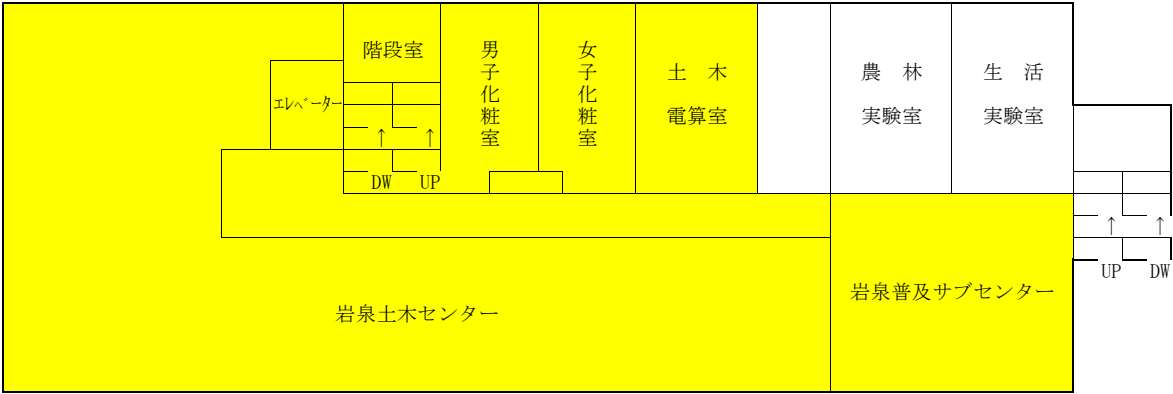 階段室
男子化粧室
女子化粧室
土　木
電算室
農　林
実験室
生　活
実験室
ｴﾚﾍﾞｰﾀｰ
↑ ↑
DW UP
↑ ↑
UP DW
岩泉普及サブセンター
岩泉土木センター